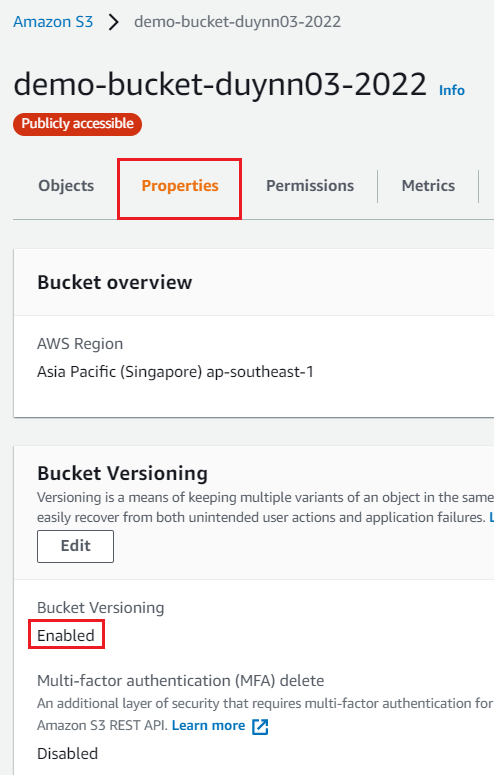 Amazon S3 > demo-bucket-duynn03-2022
demo-bucket-duynn03-2022 Info
Publicly accessible
Objects Properties Permissions Metrics
Bucket overview
AWS Region
Asia Pacific (Singapore) ap-southeast-1
Bucket Versioning
Versioning is a means of keeping multiple variants of an object in the same
easily recover from both unintended user actions and application failures. L
Edit
Bucket Versioning
Enabled
Multi-factor authentication (MFA) delete
An additional layer of security that requires multi-factor authentication for
Amazon S3 REST API. Learn more
Disabled